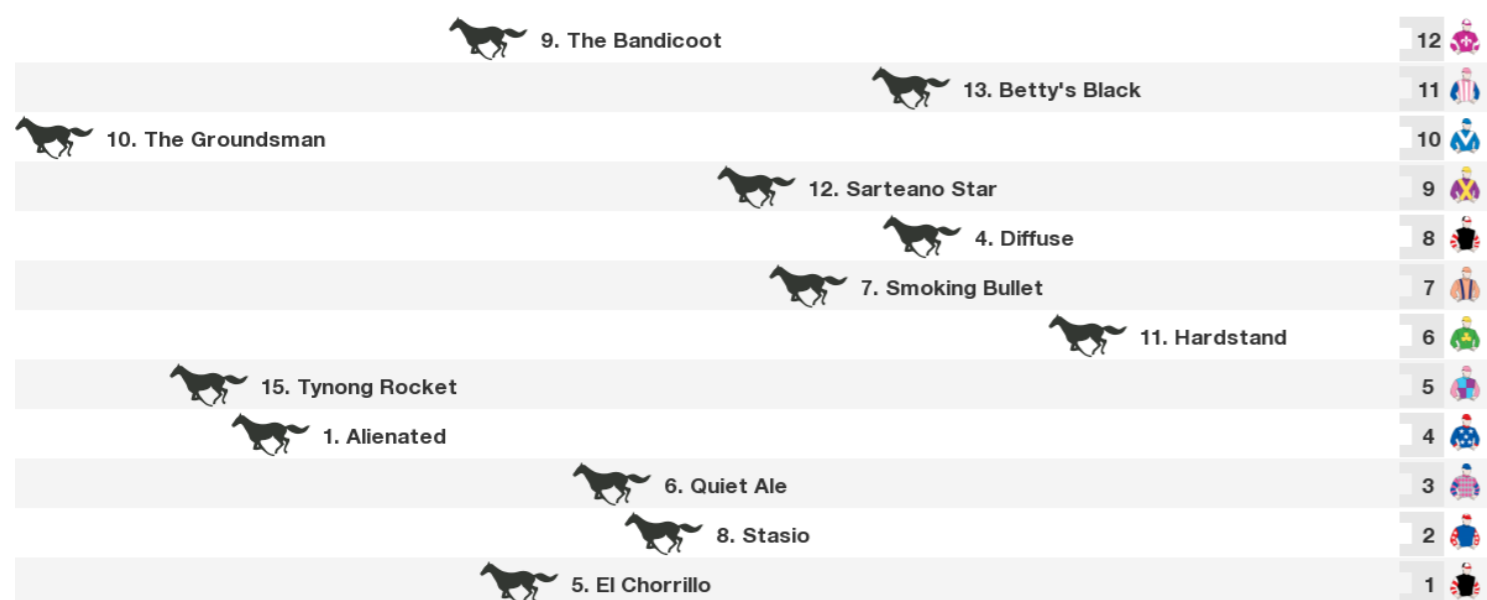 9. The Bandicoot 12
13. Betty's Black 11
10. The Groundsman 10
12. Sarteano Star 9
4. Diffuse 8
7. Smoking Bullet 7
11. Hardstand 6
15. Tynong Rocket 5
1. Alienated 4
6. Quiet Ale 3
8. Stasio 2
5. El Chorrillo 1